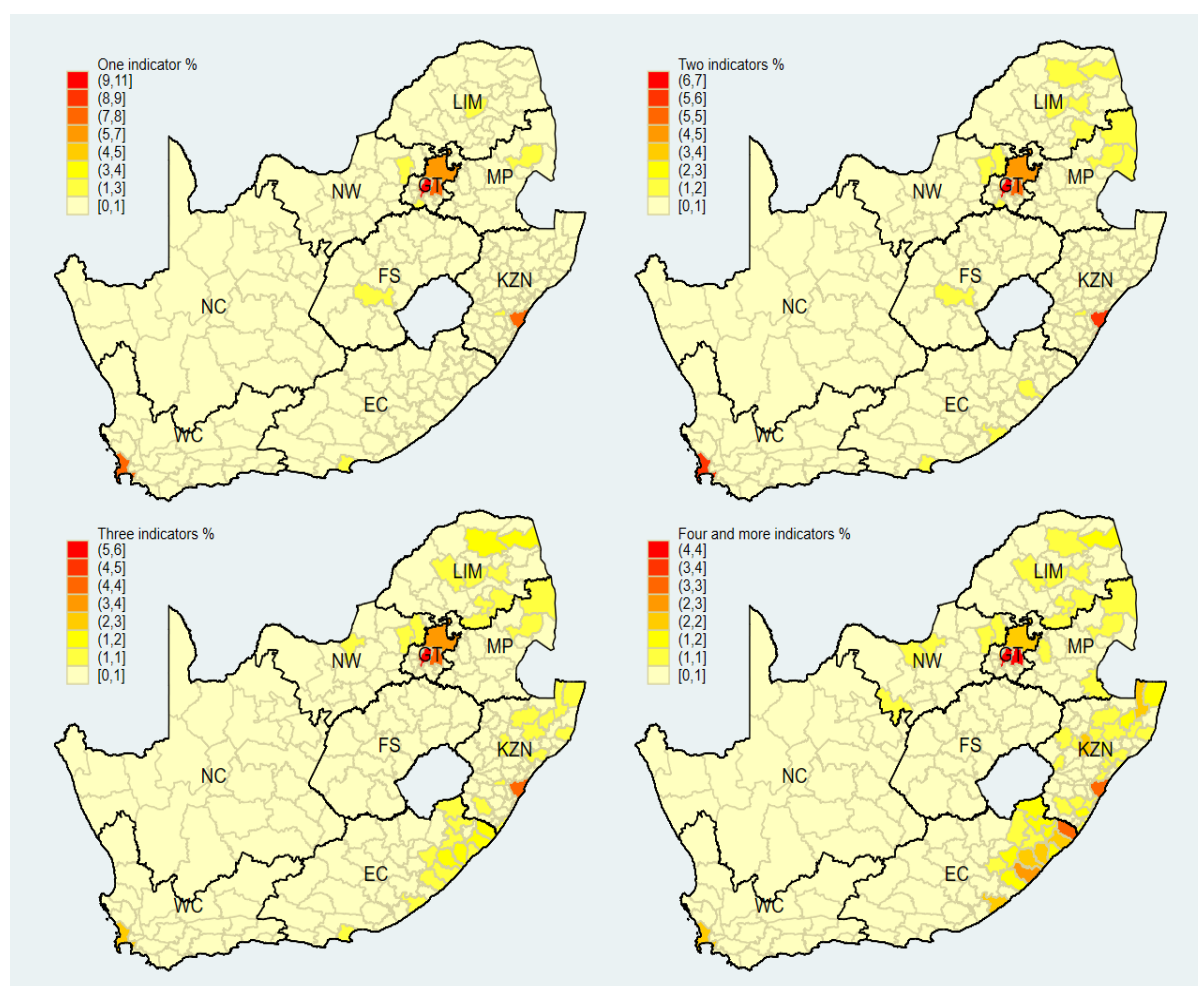 One indicator %
(9,11]
(8,9]
(7,8]
(5,7]
(4,5]
(3,4]
(1,3]
[0,1]
LIM
NW
GT
MP
FS
KZN
NC
EC
WC
Two indicators %
(6,7]
(5,6]
(5,5]
(4,5]
(3,4]
(2,3]
(1,2]
[0,1]
LIM
NW
GT
MP
FS
KZN
NC
EC
WC
Three indicators %
(5,6]
(4,5]
(4,4]
(3,4]
(2,3]
(1,2]
(1,1]
[0,1]
LIM
NW
GT
MP
FS
KZN
NC
EC
WC
Four and more indicators %
(4,4]
(3,4]
(3,3]
(2,3]
(2,2]
(1,2]
(1,1]
[0,1]
LIM
NW
GT
MP
FS
KZN
NC
EC
WC